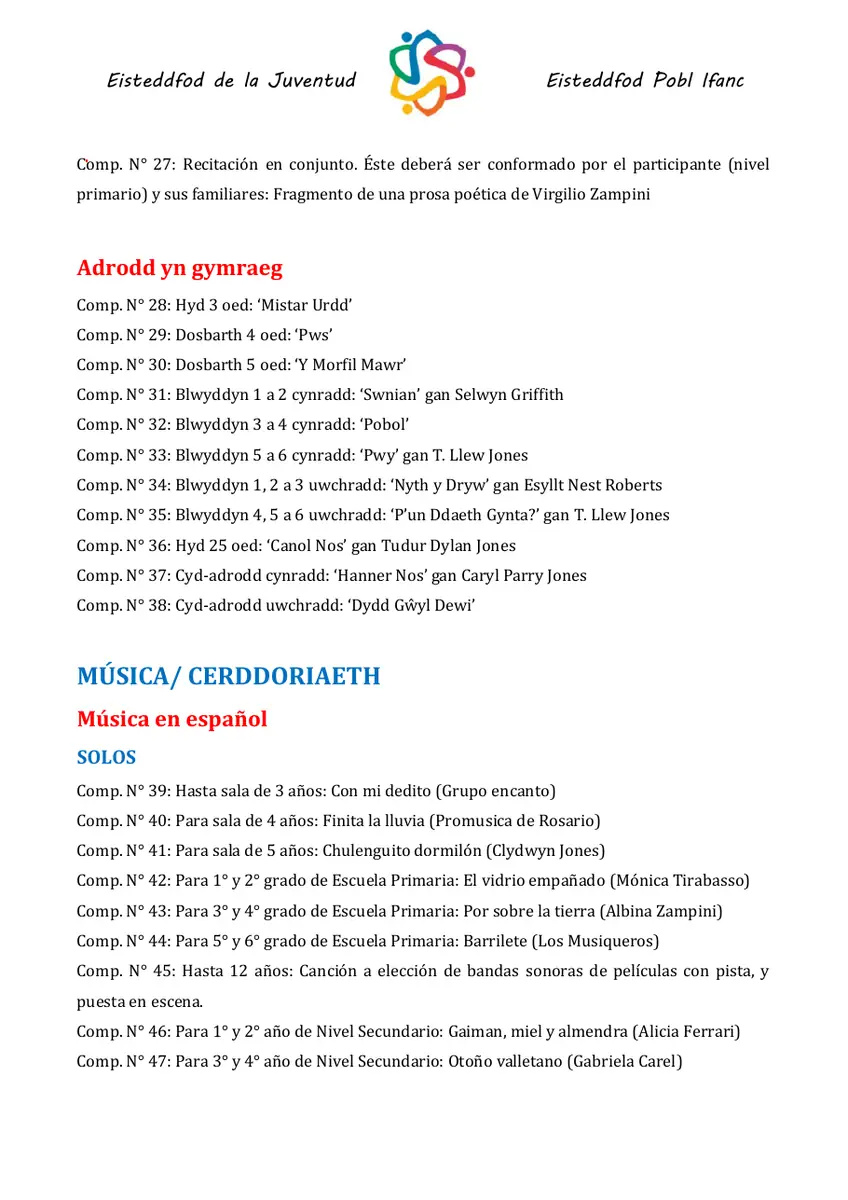 Eisteddfod de la Juventud
Eisteddfod Pobl Ifanc
Comp. N° 27: Recitación en conjunto. Éste deberá ser conformado por el participante (nivel
primario) y sus familiares: Fragmento de una prosa poética de Virgilio Zampini
Adrodd yn gymraeg
Comp. N° 28: Hyd 3 oed: ‘Mistar Urdd’
Comp. N° 29: Dosbarth 4 oed: ‘Pws’
Comp. N° 30: Dosbarth 5 oed: ‘Y Morfil Mawr’
Comp. N° 31: Blwyddyn 1 a 2 cynradd: ‘Swnian’ gan Selwyn Griffith
Comp. N° 32: Blwyddyn 3 a 4 cynradd: ‘Pobol’
Comp. N° 33: Blwyddyn 5 a 6 cynradd: ‘Pwy’ gan T. Llew Jones
Comp. N° 34: Blwyddyn 1, 2 a 3 uwchradd: ‘Nyth y Dryw’ gan Esyllt Nest Roberts
Comp. N° 35: Blwyddyn 4, 5 a 6 uwchradd: ‘P’un Ddaeth Gynta?’ gan T. Llew Jones
Comp. N° 36: Hyd 25 oed: ‘Canol Nos’ gan Tudur Dylan Jones
Comp. N° 37: Cyd-adrodd cynradd: ‘Hanner Nos’ gan Caryl Parry Jones
Comp. N° 38: Cyd-adrodd uwchradd: ‘Dydd Gŵyl Dewi’
MÚSICA/ CERDDORIAETH
Música en español
SOLOS
Comp. N° 39: Hasta sala de 3 años: Con mi dedito (Grupo encanto)
Comp. N° 40: Para sala de 4 años: Finita la lluvia (Promusica de Rosario)
Comp. N° 41: Para sala de 5 años: Chulenguito dormilón (Clydwyn Jones)
Comp. N° 42: Para 1° y 2° grado de Escuela Primaria: El vidrio empañado (Mónica Tirabasso)
Comp. N° 43: Para 3° y 4° grado de Escuela Primaria: Por sobre la tierra (Albina Zampini)
Comp. N° 44: Para 5° y 6° grado de Escuela Primaria: Barrilete (Los Musiqueros)
Comp. N° 45: Hasta 12 años: Canción a elección de bandas sonoras de películas con pista, y
puesta en escena.
Comp. N° 46: Para 1° y 2° año de Nivel Secundario: Gaiman, miel y almendra (Alicia Ferrari)
Comp. N° 47: Para 3° y 4° año de Nivel Secundario: Otoño valletano (Gabriela Carel)